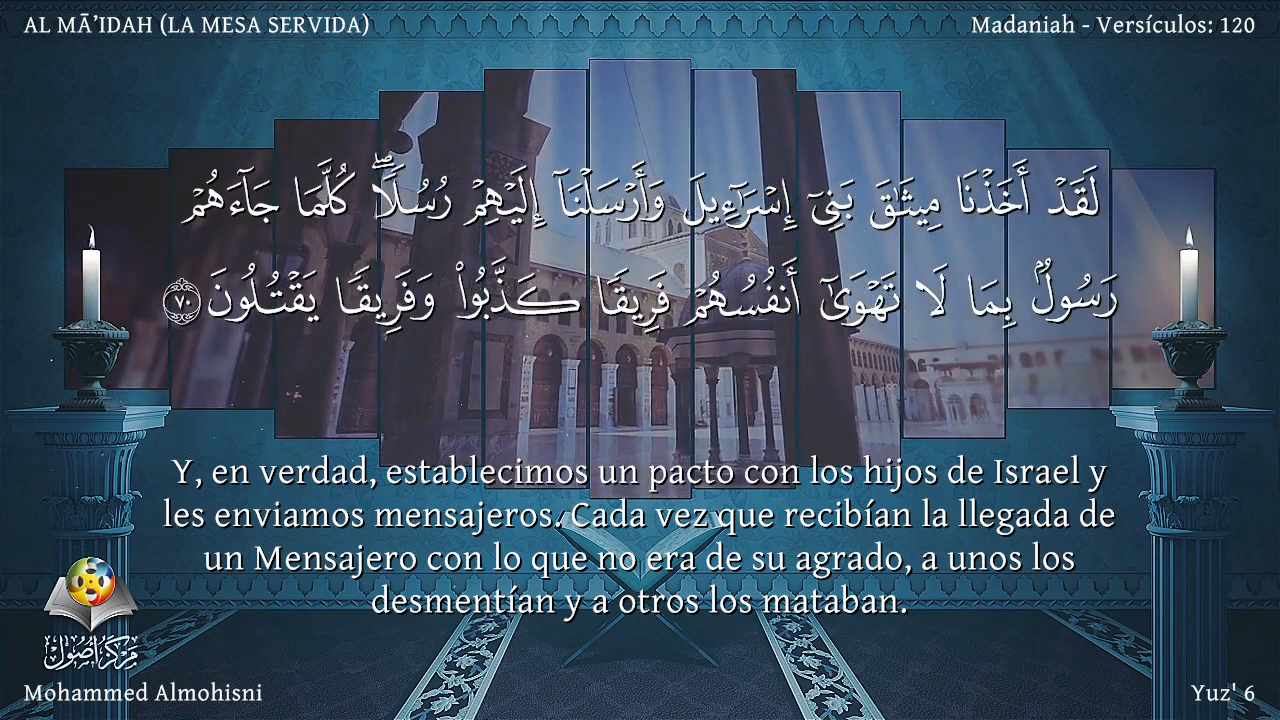 AL MĀ’IDAH (LA MESA SERVIDA)
Madaniah - Versículos: 120
لَقَدْ أَخَذْنَا مِيثَٰقَ بَنِىٓ إِسْرَٰٓءِيلَ وَأَرْسَلْنَآ إِلَيْهِمْ رُسُلًۭا ۖ كُلَّمَا جَآءَهُمْ
رَسُولٌۢ بِمَا لَا تَهْوَىٰٓ أَنفُسُهُمْ فَرِيقًۭا كَذَّبُوا۟ وَفَرِيقًۭا يَقْتُلُونَ ٧٠
Y, en verdad, establecimos un pacto con los hijos de Israel y
les enviamos mensajeros. Cada vez que recibían la llegada de
un Mensajero con lo que no era de su agrado, a unos los
desmentían y a otros los mataban.
مركز أصول
Mohammed Almohisni
Yuz' 6